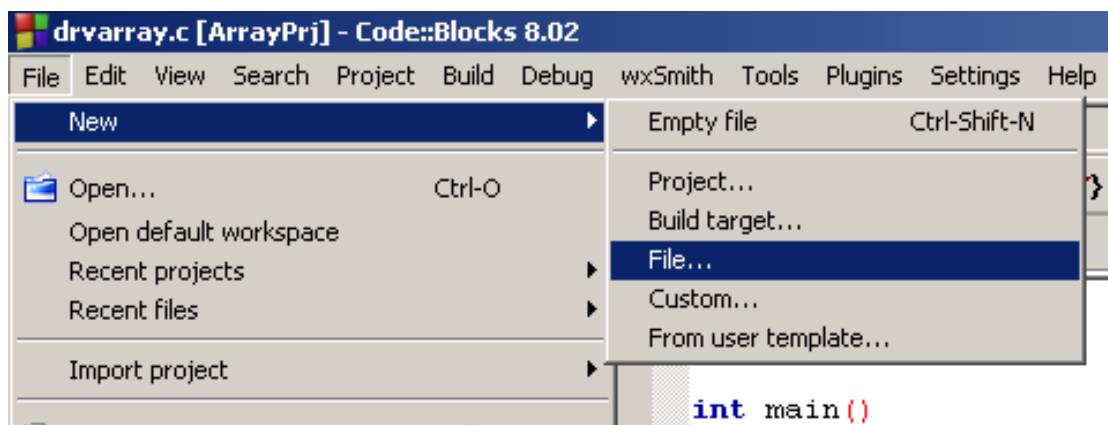 drvarray.c [ArrayPrj] - Code::Blocks 8.02
File Edit View Search Project Build Debug wxSmith Tools Plugins Settings Help
New
Open... Ctrl-O
Open default workspace
Recent projects
Recent files
Import project
Empty file Ctrl-Shift-N
Project...
Build target...
File...
Custom...
From user template...
}
int main()